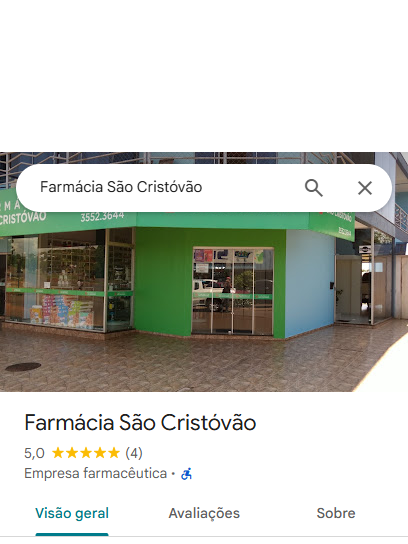 Farmácia São Cristóvão
CRISTÓVÃO
3552.3644
Farmácia São Cristóvão
5,0 (4)
Empresa farmacêutica ·
Visão geral Avaliações Sobre